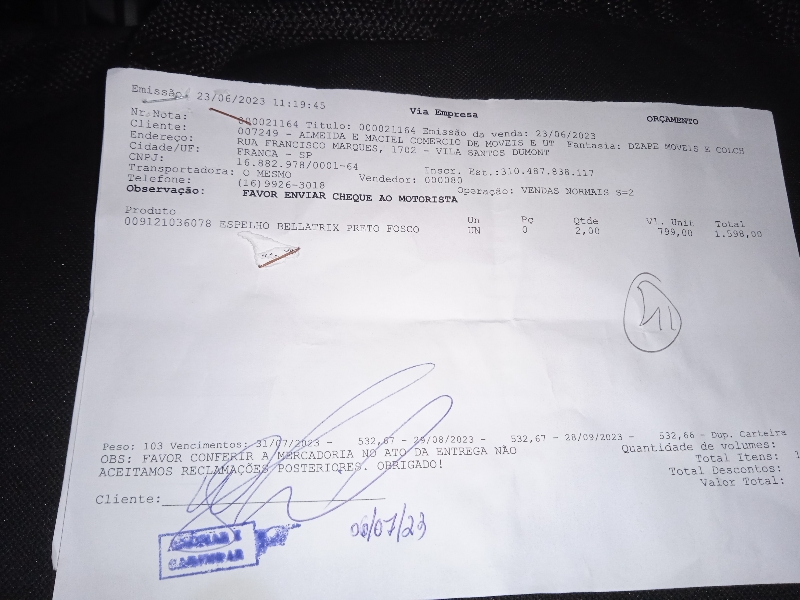 Emissão: 23/06/2023 11:19:45 Via Empresa ORÇAMENTO
Nr Nota: 000021164 Titulo: 000021164 Emissão da venda: 23/06/2023
Cliente: 007249 - ALMEIDA E MACIEL COMERCIO DE MOVEIS E UT Fantasia: DZAPE MOVEIS E COLCH
Endereço: RUA FRANCISCO MARQUES, 1702 - VILA SANTOS DUMONT
Cidade/UF: FRANCA - SP
CNPJ: 16.882.978/0001-64 Inscr. Est.:310.487.838.117
Transportadora: O MESMO Vendedor: 000080
Telefone: (16)9926-3018 Operação: VENDAS NORMAIS S=2
Observação: FAVOR ENVIAR CHEQUE AO MOTORISTA
Produto Un Pç Qtde Vl. Unit Total
009121036078 ESPELHO BELLATRIX PRETO FOSCO UN 0 2,00 799,00 1.598,00
Peso: 103 Vencimentos: 31/07/2023 - 532,67 - 29/08/2023 - 532,67 - 28/09/2023 - 532,66 - Dup. Carteira
OBS: FAVOR CONFERIR A MERCADORIA NO ATO DA ENTREGA NÃO Quantidade de volumes:
ACEITAMOS RECLAMAÇÕES POSTERIORES. OBRIGADO! Total Itens: 1
Total Descontos:
Valor Total:
Cliente:
ASSINAR E
CARIMBAR